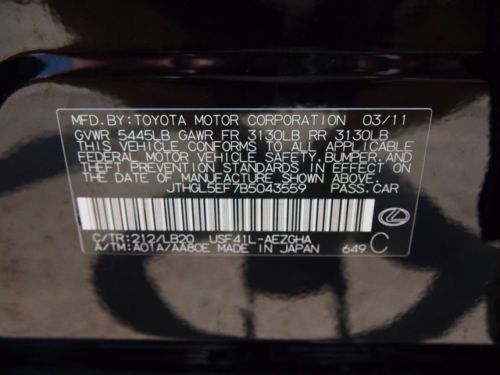 MFD.BY:TOYOTA MOTOR CORPORATION 03/11
GVWR 5445LB GAWR FR 3130LB RR 3130LB
THIS VEHICLE CONFORMS TO ALL APPLICABLE
FEDERAL MOTOR VEHICLE SAFETY,BUMPER,AND
THEFT PREVENTION STANDARDS IN EFFECT ON
THE DATE OF MANUFACTURE SHOWN ABOVE.
JTHGL5EF7B5043559 PASS.CAR
C/TR:212/LB20 USF41L-AEZGHA
A/TM:A01A/AA80E MADE IN JAPAN 649 C